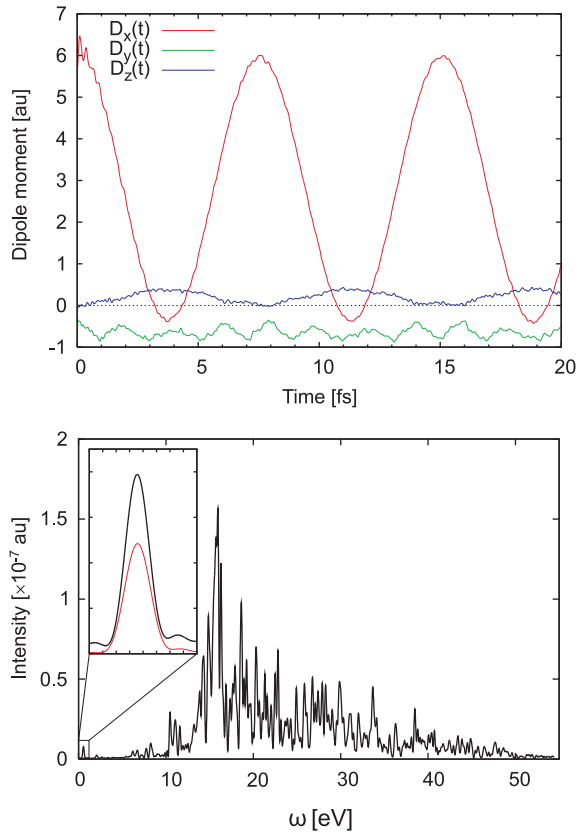 Dx(t)
Dy(t)
Dz(t)
Dipole moment [au]
7
6
5
4
3
2
1
0
-1
0 5 10 15 20
Time [fs]
Intensity [×10-7 au]
2
1.5
1
0.5
0
0 10 20 30 40 50
ω [eV]